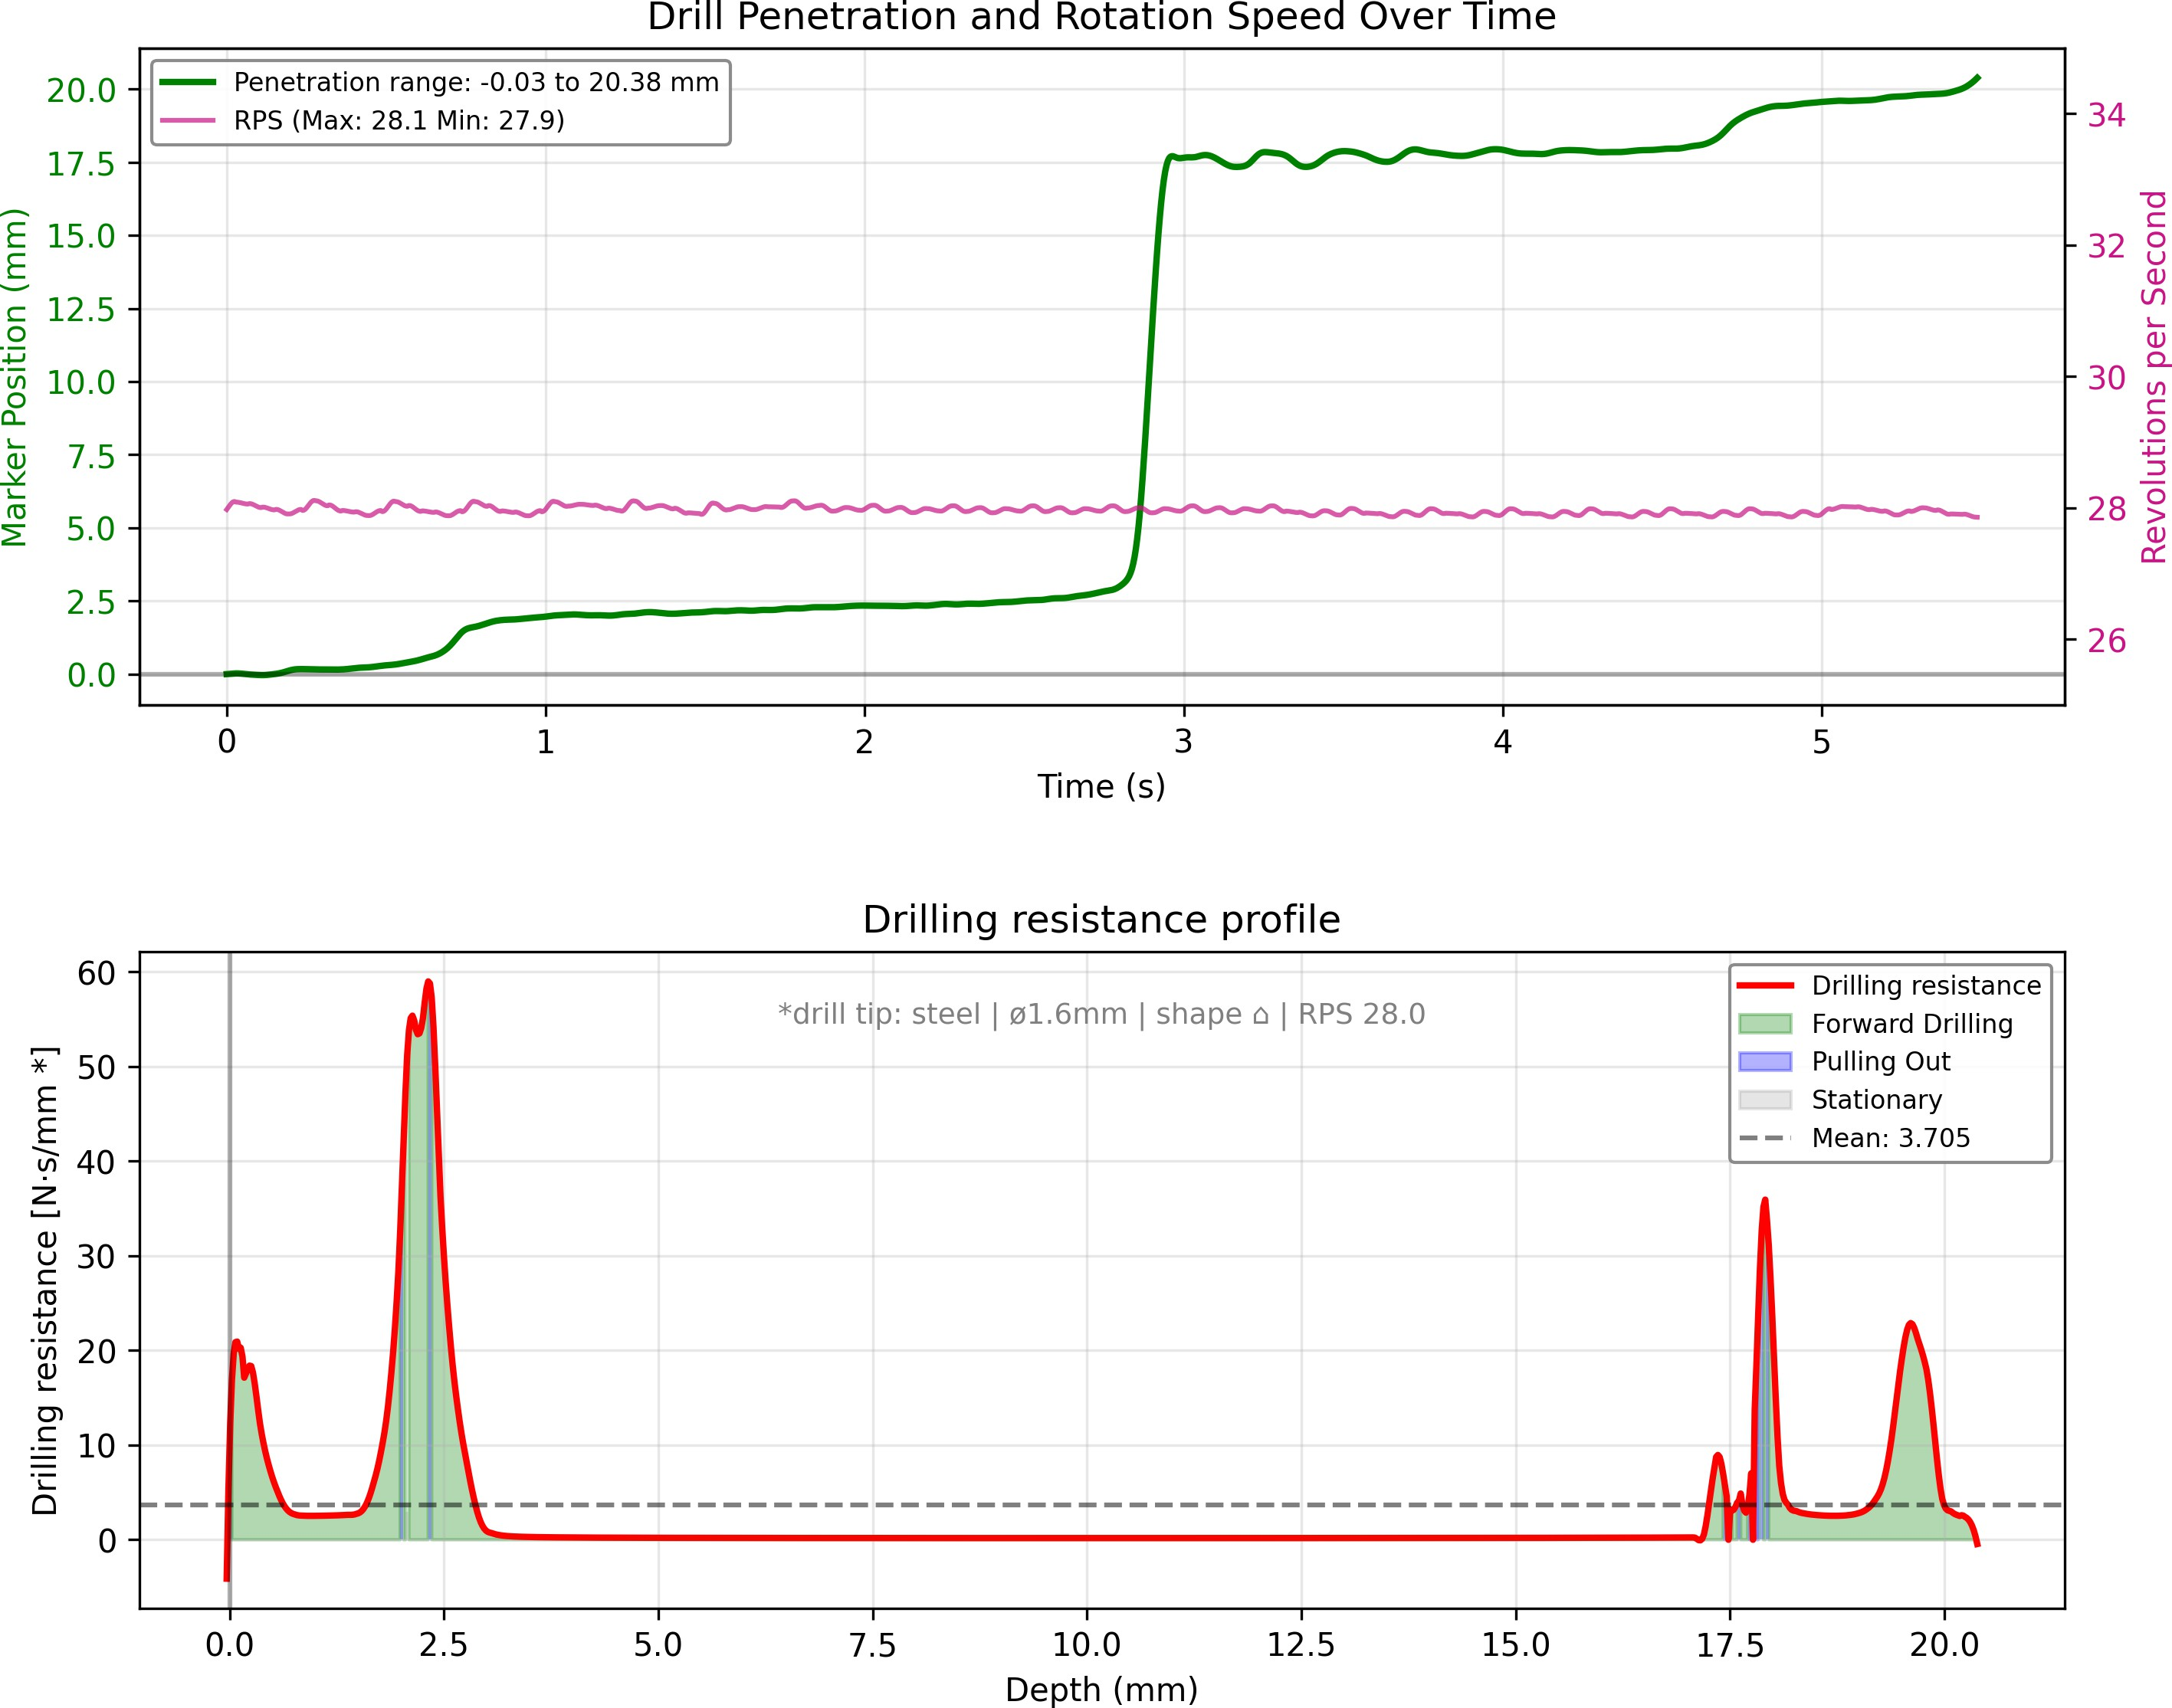 Drill Penetration and Rotation Speed Over Time
Penetration range: -0.03 to 20.38 mm
RPS (Max: 28.1 Min: 27.9)
Marker Position (mm)
20.0
17.5
15.0
12.5
10.0
7.5
5.0
2.5
0.0
Revolutions per Second
34
32
30
28
26
0 1 2 3 4 5
Time (s)
Drilling resistance profile
*drill tip: steel | ø1.6mm | shape ⌂ | RPS 28.0
Drilling resistance
Forward Drilling
Pulling Out
Stationary
Mean: 3.705
Drilling resistance [N·s/mm *]
60
50
40
30
20
10
0
0.0 2.5 5.0 7.5 10.0 12.5 15.0 17.5 20.0
Depth (mm)